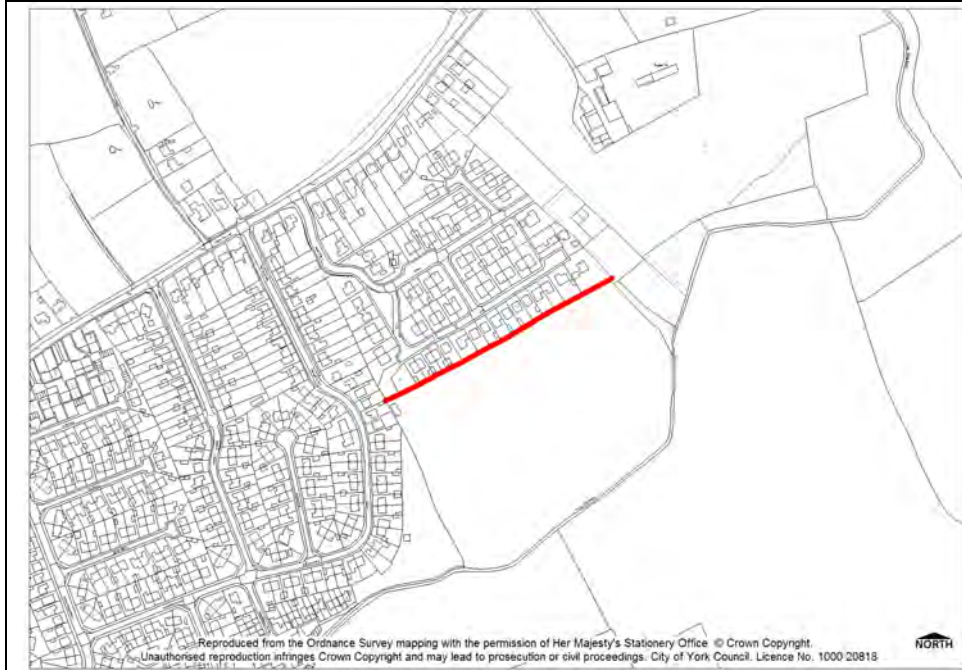 Reproduced from the Ordnance Survey mapping with the permission of Her Majesty's Stationery Office © Crown Copyright.
Unauthorised reproduction infringes Crown Copyright and may lead to prosecution or civil proceedings. City of York Council. Licence No. 1000 20818
NORTH